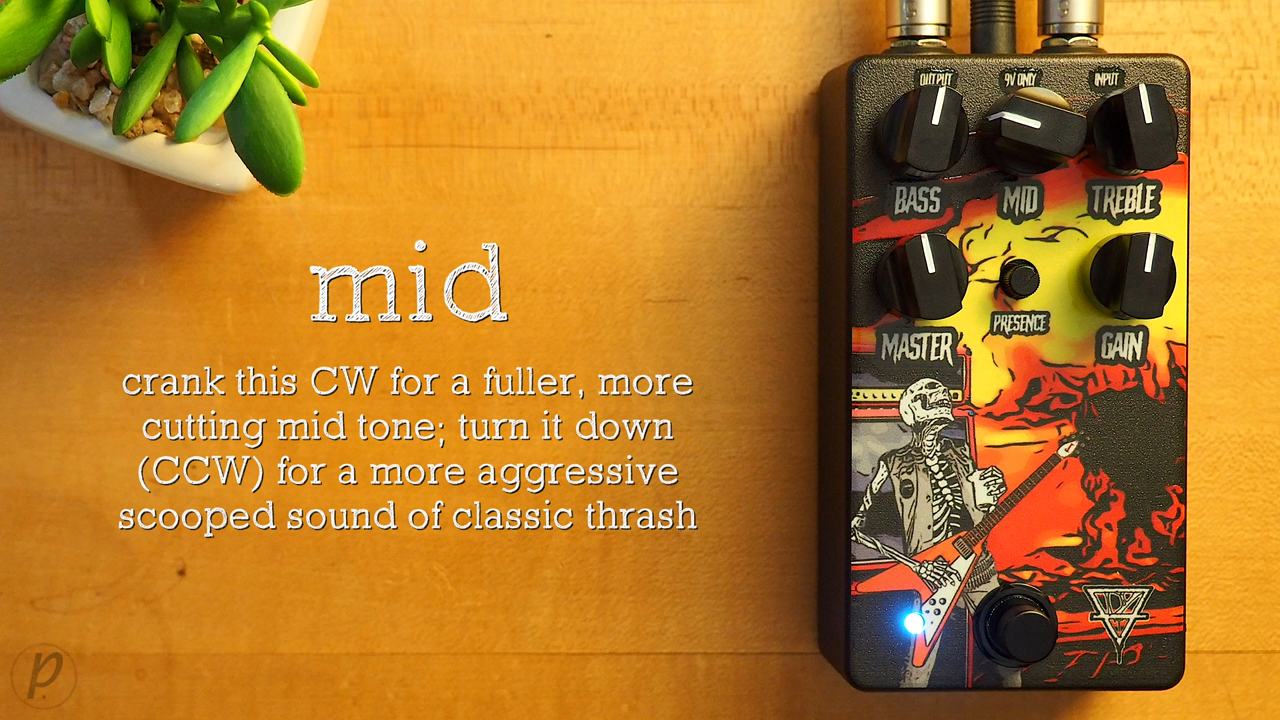 mid
crank this CW for a fuller, more
cutting mid tone; turn it down
(CCW) for a more aggressive
scooped sound of classic thrash
OUTPUT 9V ONLY INPUT
BASS MID TREBLE
MASTER PRESENCE GAIN
p.